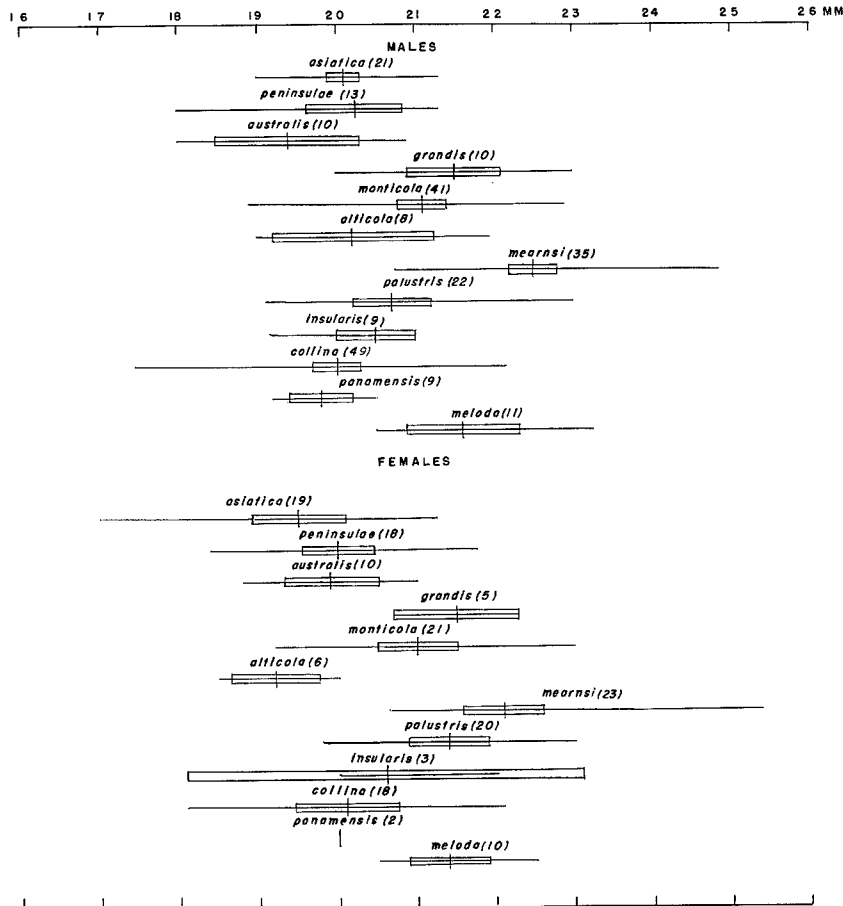 16 17 18 19 20 21 22 23 24 25 26 MM
MALES
asiatica (21)
peninsulae (13)
australis (10)
grandis (10)
monticola (41)
alticola (8)
mearnsi (35)
palustris (22)
insularis (9)
collina (49)
panamensis (9)
meloda (11)
FEMALES
asiatica (19)
peninsulae (18)
australis (10)
grandis (5)
monticola (21)
alticola (6)
mearnsi (23)
palustris (20)
insularis (3)
collina (18)
panamensis (2)
meloda (10)